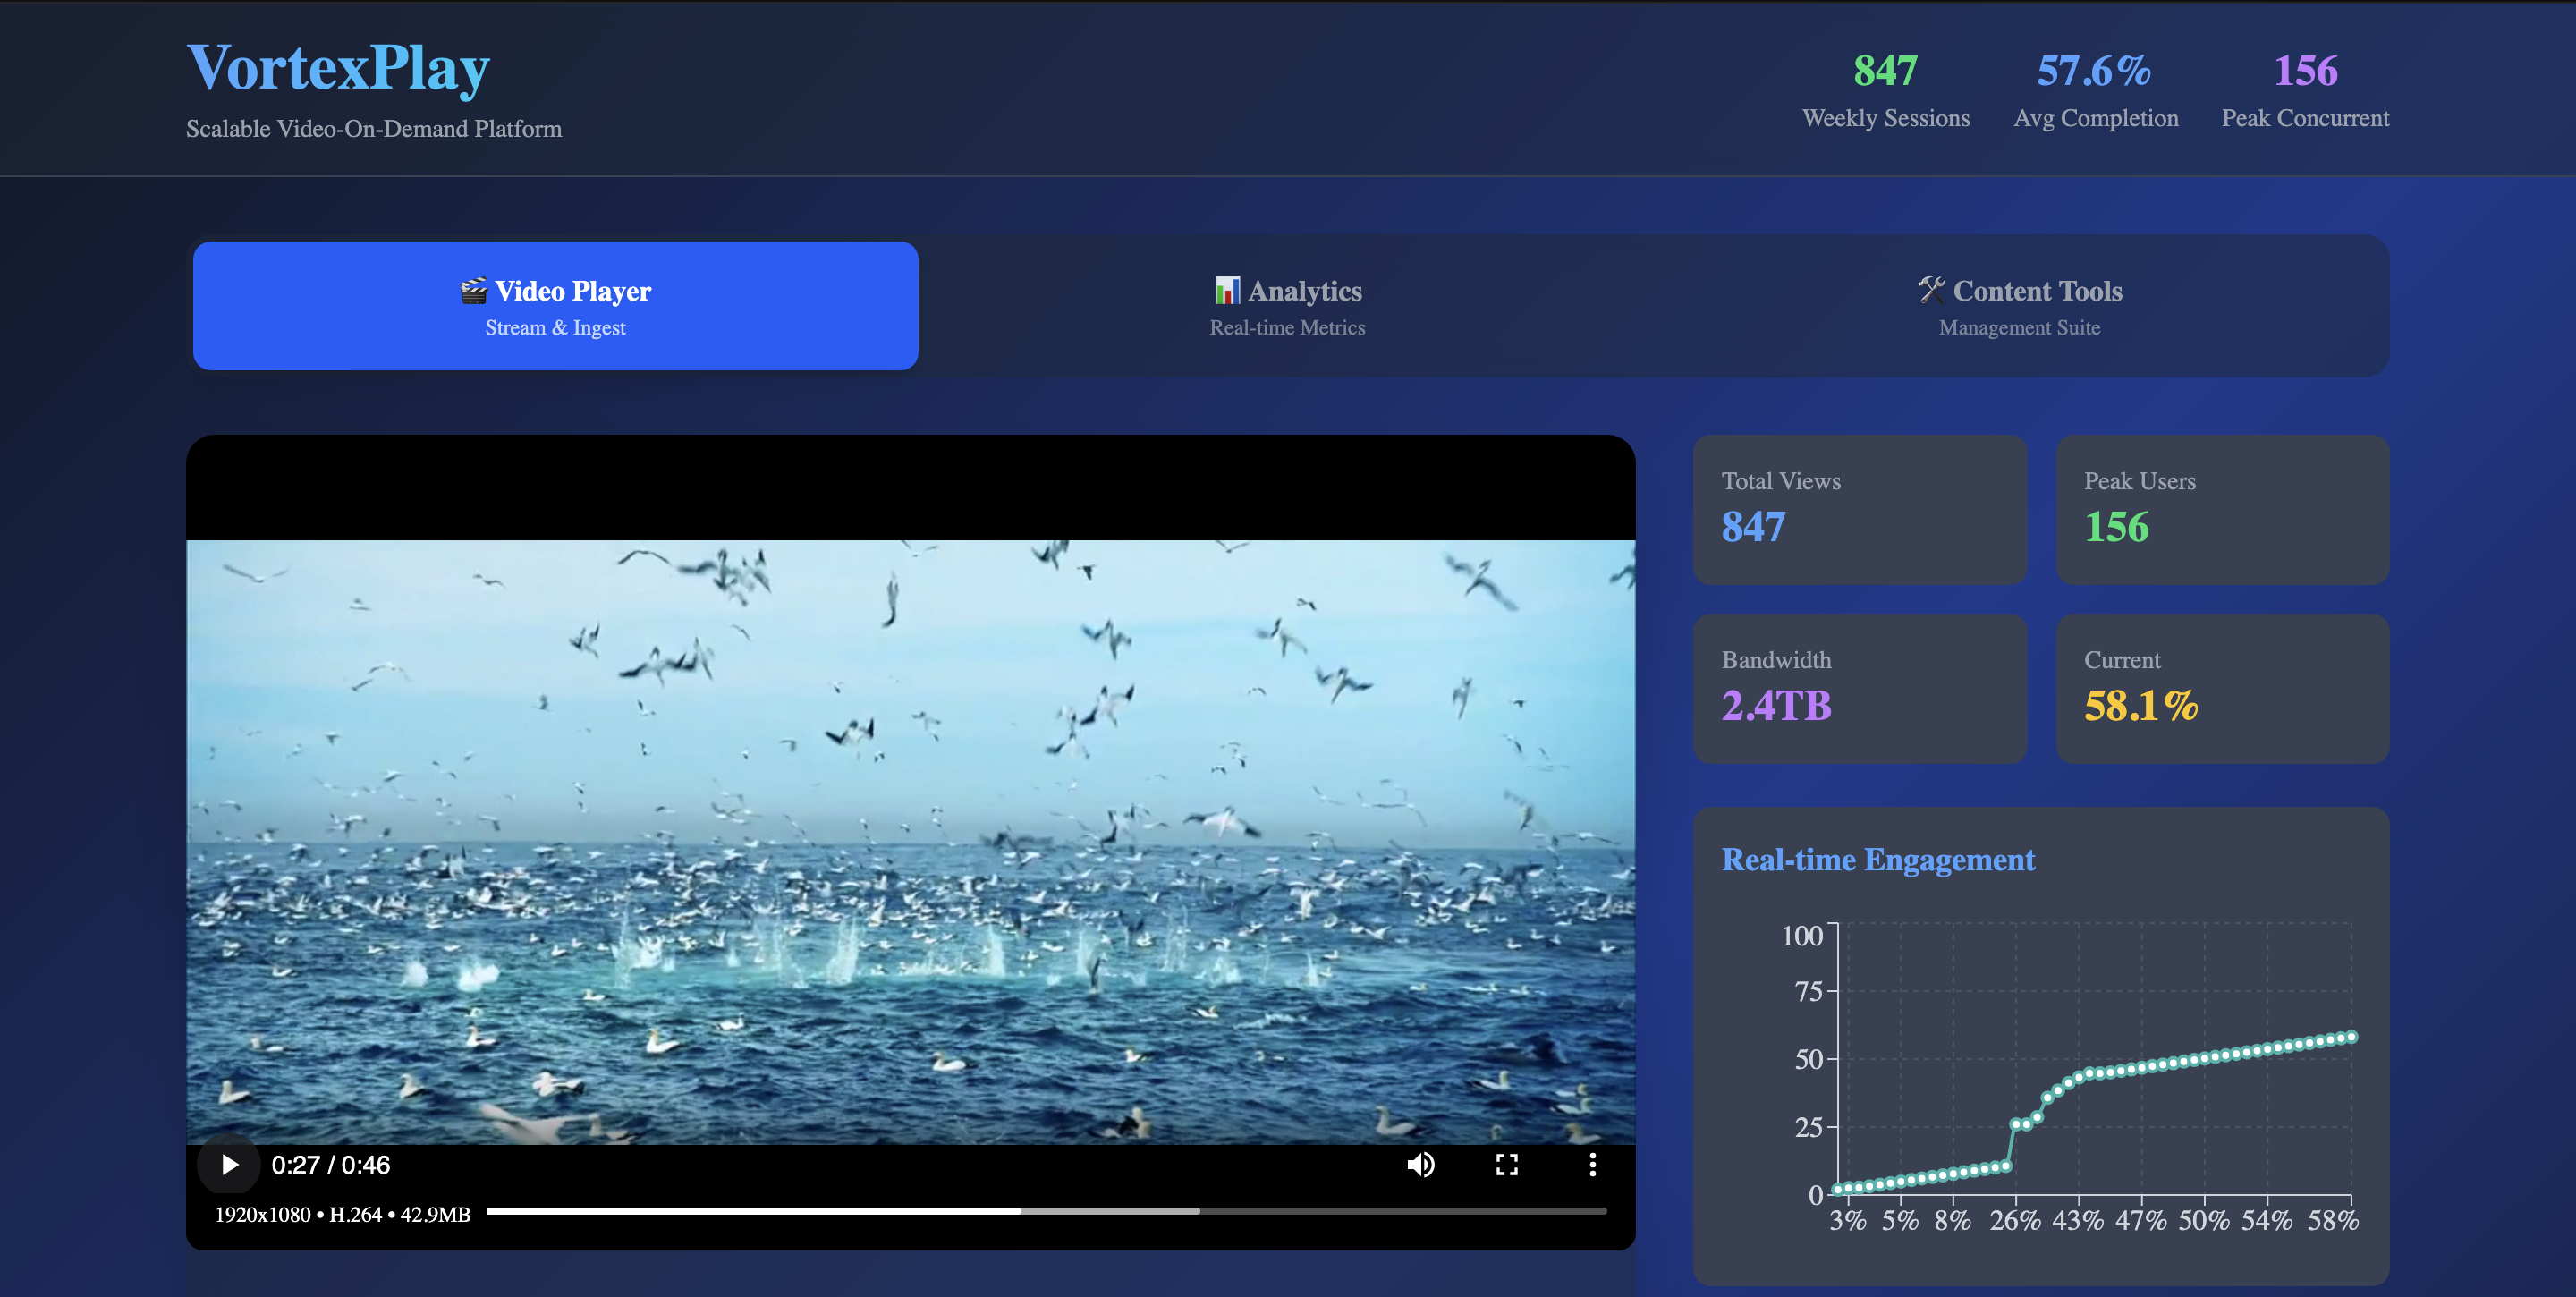 VortexPlay
Scalable Video-On-Demand Platform
847
Weekly Sessions
57.6%
Avg Completion
156
Peak Concurrent
🎬 Video Player
Stream & Ingest
📊 Analytics
Real-time Metrics
🛠 Content Tools
Management Suite
0:27 / 0:46
1920x1080 • H.264 • 42.9MB
Total Views
847
Peak Users
156
Bandwidth
2.4TB
Current
58.1%
Real-time Engagement
100
75
50
25
0
3% 5% 8% 26% 43% 47% 50% 54% 58%